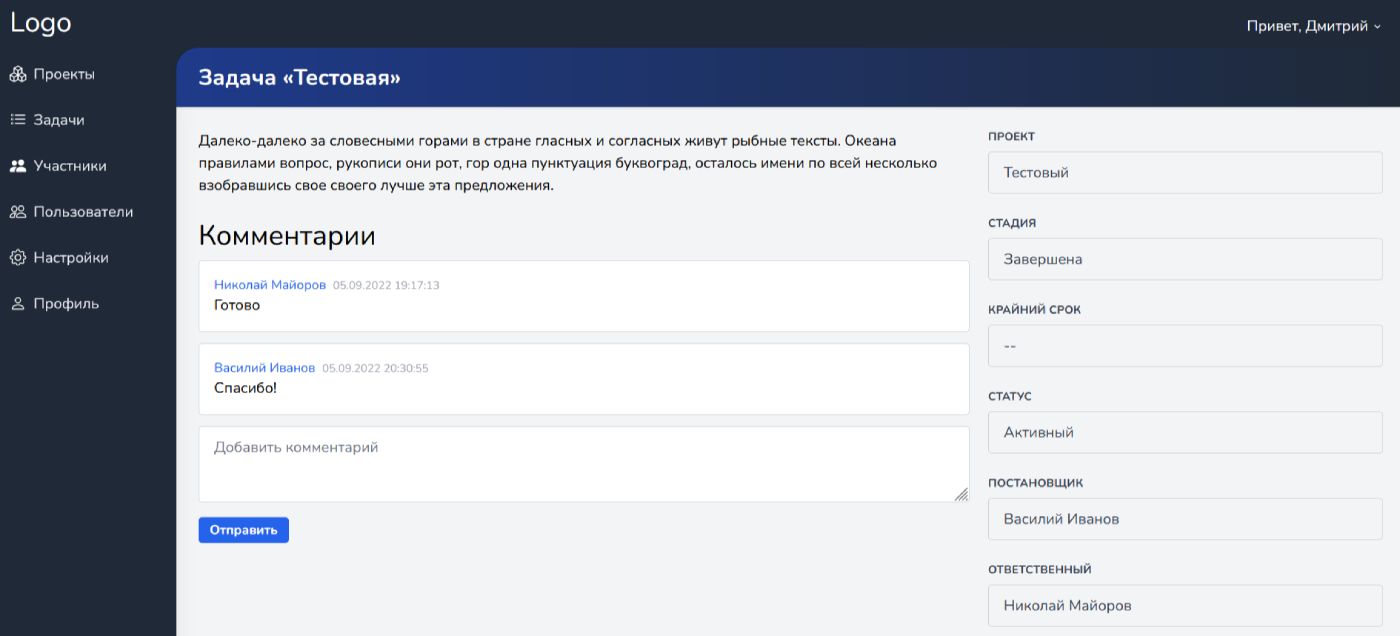 Logo
Привет, Дмитрий
Проекты
Задачи
Участники
Пользователи
Настройки
Профиль
Задача «Тестовая»
Далеко-далеко за словесными горами в стране гласных и согласных живут рыбные тексты. Океана
правилами вопрос, рукописи они рот, гор одна пунктуация буквоград, осталось имени по всей несколько
взобравшись свое своего лучше эта предложения.
Комментарии
Николай Майоров 05.09.2022 19:17:13
Готово
Василий Иванов 05.09.2022 20:30:55
Спасибо!
Добавить комментарий
Отправить
ПРОЕКТ
Тестовый
СТАДИЯ
Завершена
КРАЙНИЙ СРОК
--
СТАТУС
Активный
ПОСТАНОВЩИК
Василий Иванов
ОТВЕТСТВЕННЫЙ
Николай Майоров